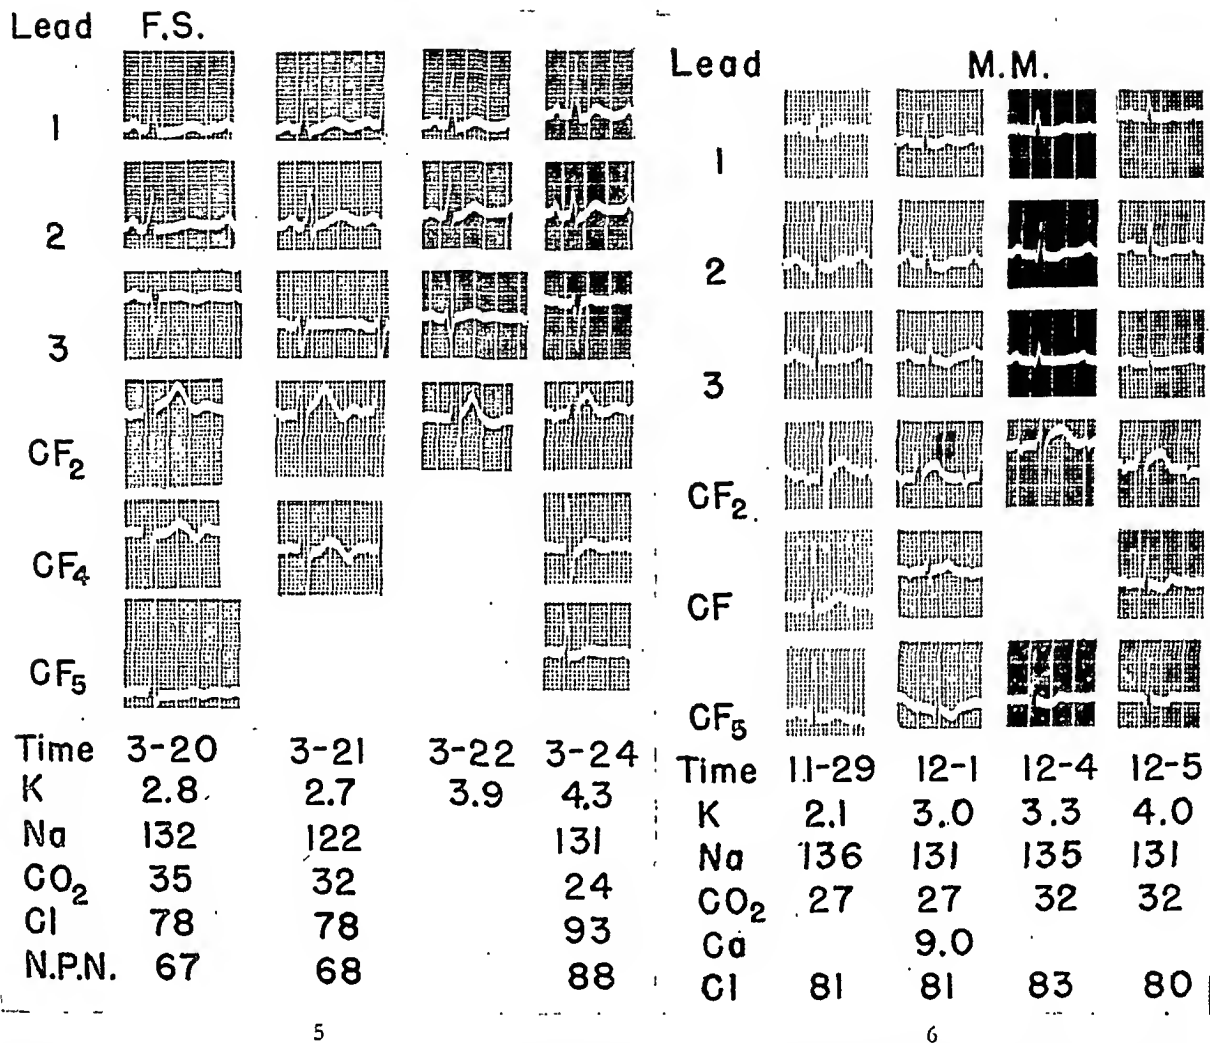 Lead F.S.
1
2
3
CF2
CF4
CF5
Time 3-20 3-21 3-22 3-24
K 2.8 2.7 3.9 4.3
Na 132 122 131
CO2 35 32 24
Cl 78 78 93
N.P.N. 67 68 88
5
Lead M.M.
1
2
3
CF2
CF
CF5
Time 11-29 12-1 12-4 12-5
K 2.1 3.0 3.3 4.0
Na 136 131 135 131
CO2 27 27 32 32
Ca 9.0
Cl 81 81 83 80
6